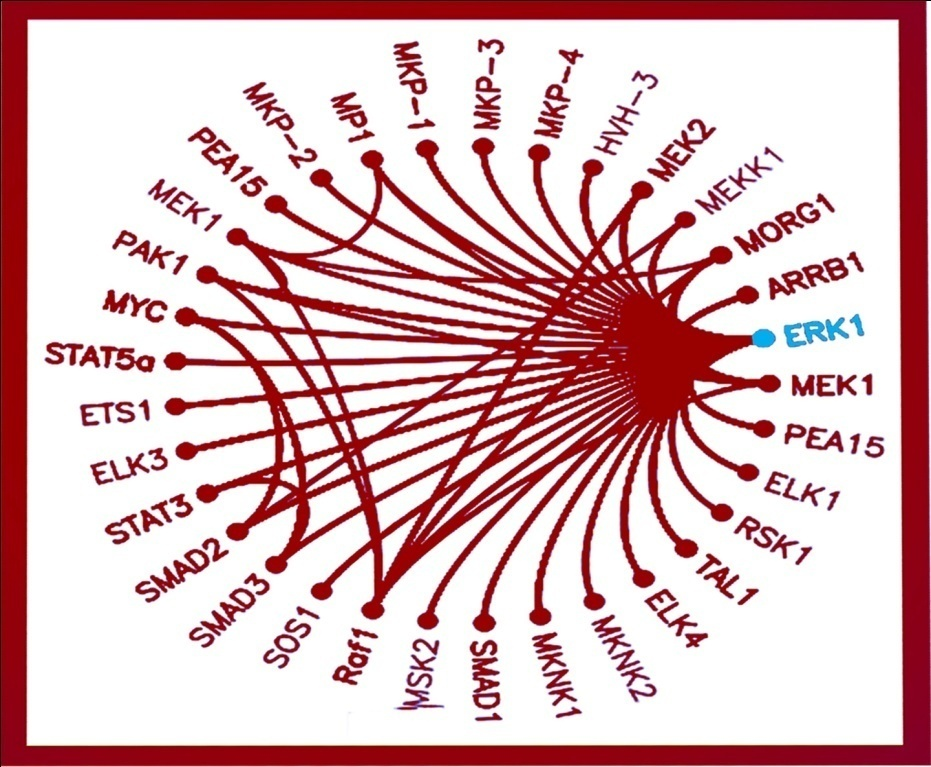 MKP-1
MKP-3
MKP-4
HVH-3
MEK2
MEKK1
MORG1
ARRB1
ERK1
MEK1
PEA15
ELK1
RSK1
TAL1
ELK4
MKNK2
MKNK1
SMAD1
MSK2
Raf1
SOS1
SMAD3
SMAD2
STAT3
ELK3
ETS1
STAT5a
MYC
PAK1
MEK1
PEA15
MKP-2
MP1